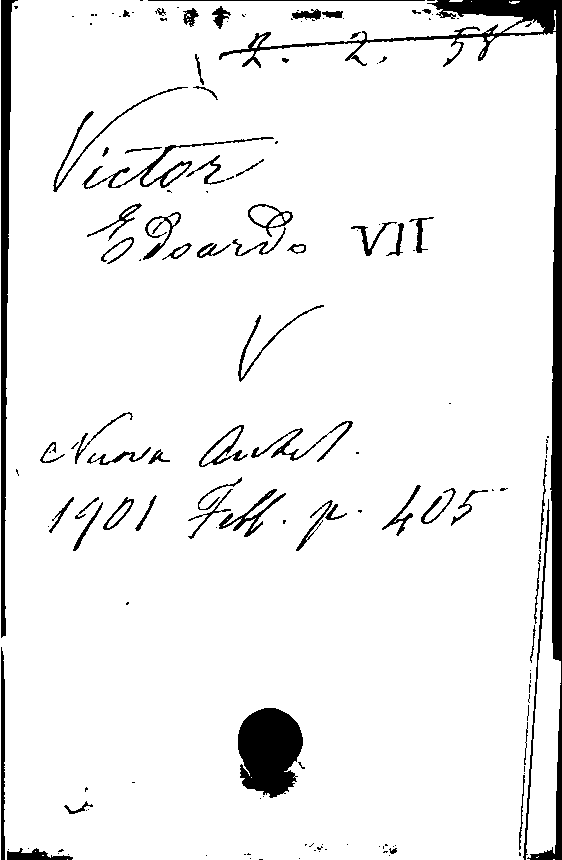 2. 2. 58
Victor
Edoardo VII
V
Nuova Antol.
1901 Febb. p. 405